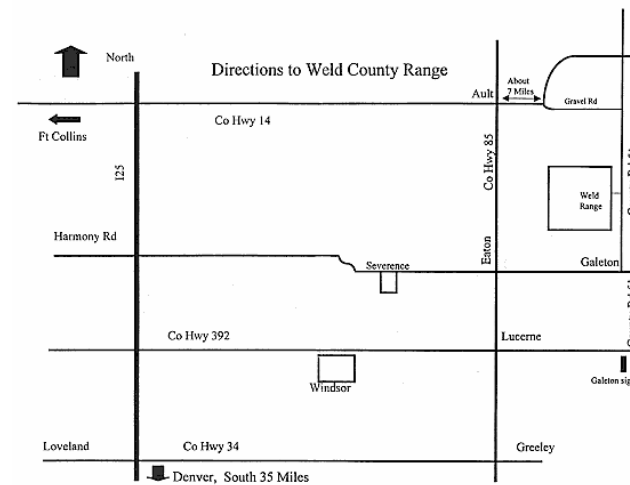 North
Directions to Weld County Range
About
7 Miles
Ault
Gravel Rd
Ft Collins
Co Hwy 14
I25
Co Hwy 85
Weld
Range
Harmony Rd
Eaton
Severence
Galeton
Co Hwy 392
Lucerne
Windsor
Galeton sig
Loveland
Co Hwy 34
Greeley
Denver, South 35 Miles